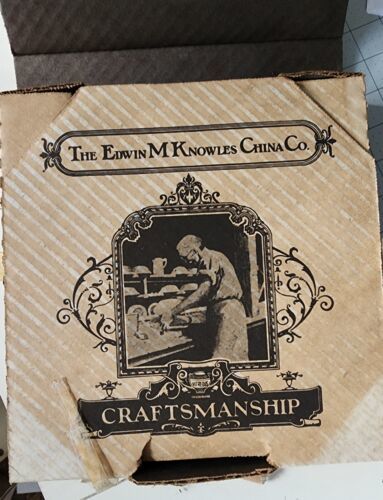 THE EDWIN M KNOWLES CHINA CO.
CRAFTSMANSHIP